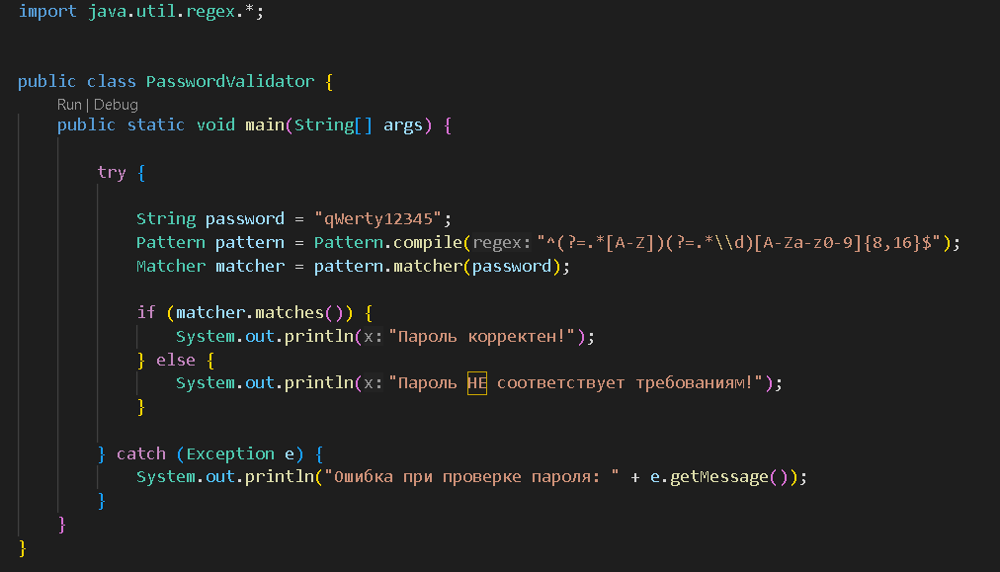 import java.util.regex.*;
public class PasswordValidator {
Run | Debug
public static void main(String[] args) {
try {
String password = "qWerty12345";
Pattern pattern = Pattern.compile(regex: "^(?=.*[A-Z])(?=.*\\d)[A-Za-z0-9]{8,16}$");
Matcher matcher = pattern.matcher(password);
if (matcher.matches()) {
System.out.println(x: "Пароль корректен!");
} else {
System.out.println(x: "Пароль НЕ соответствует требованиям!");
}
} catch (Exception e) {
System.out.println("Ошибка при проверке пароля: " + e.getMessage());
}
}
}